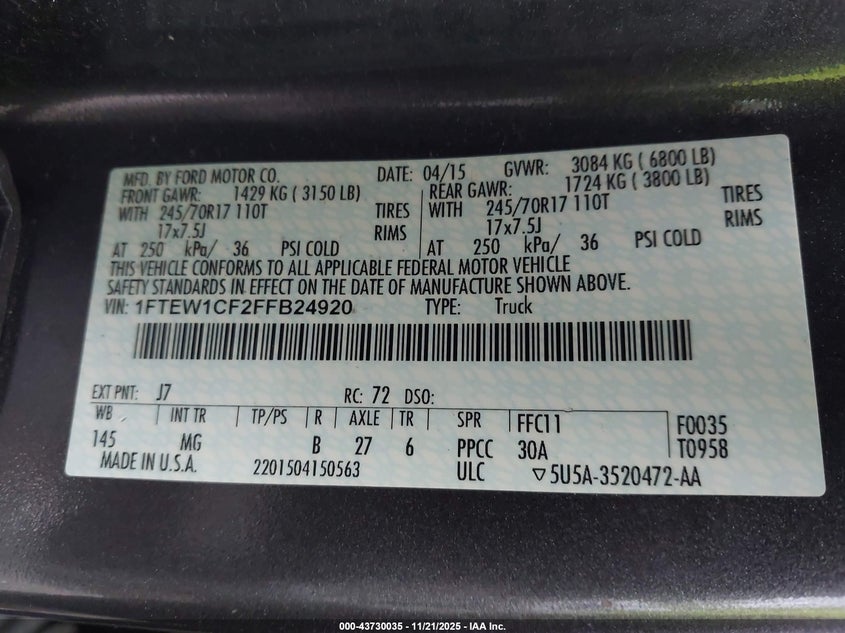 MFD. BY FORD MOTOR CO. DATE: 04/15 GVWR: 3084 KG ( 6800 LB)
FRONT GAWR: 1429 KG ( 3150 LB) REAR GAWR: 1724 KG ( 3800 LB)
WITH 245/70R17 110T TIRES WITH 245/70R17 110T TIRES
17x7.5J RIMS 17x7.5J RIMS
AT 250 kPa/ 36 PSI COLD AT 250 kPa/ 36 PSI COLD
THIS VEHICLE CONFORMS TO ALL APPLICABLE FEDERAL MOTOR VEHICLE
SAFETY STANDARDS IN EFFECT ON THE DATE OF MANUFACTURE SHOWN ABOVE.
VIN: 1FTEW1CF2FFB24920 TYPE: Truck
EXT PNT: J7 RC: 72 DSO:
WB INT TR TP/PS R AXLE TR SPR FFC11 F0035
145 MG B 27 6 PPCC 30A T0958
MADE IN U.S.A. 2201504150563 ULC ▽5U5A-3520472-AA
000-43730035 - 11/21/2025 - IAA Inc.